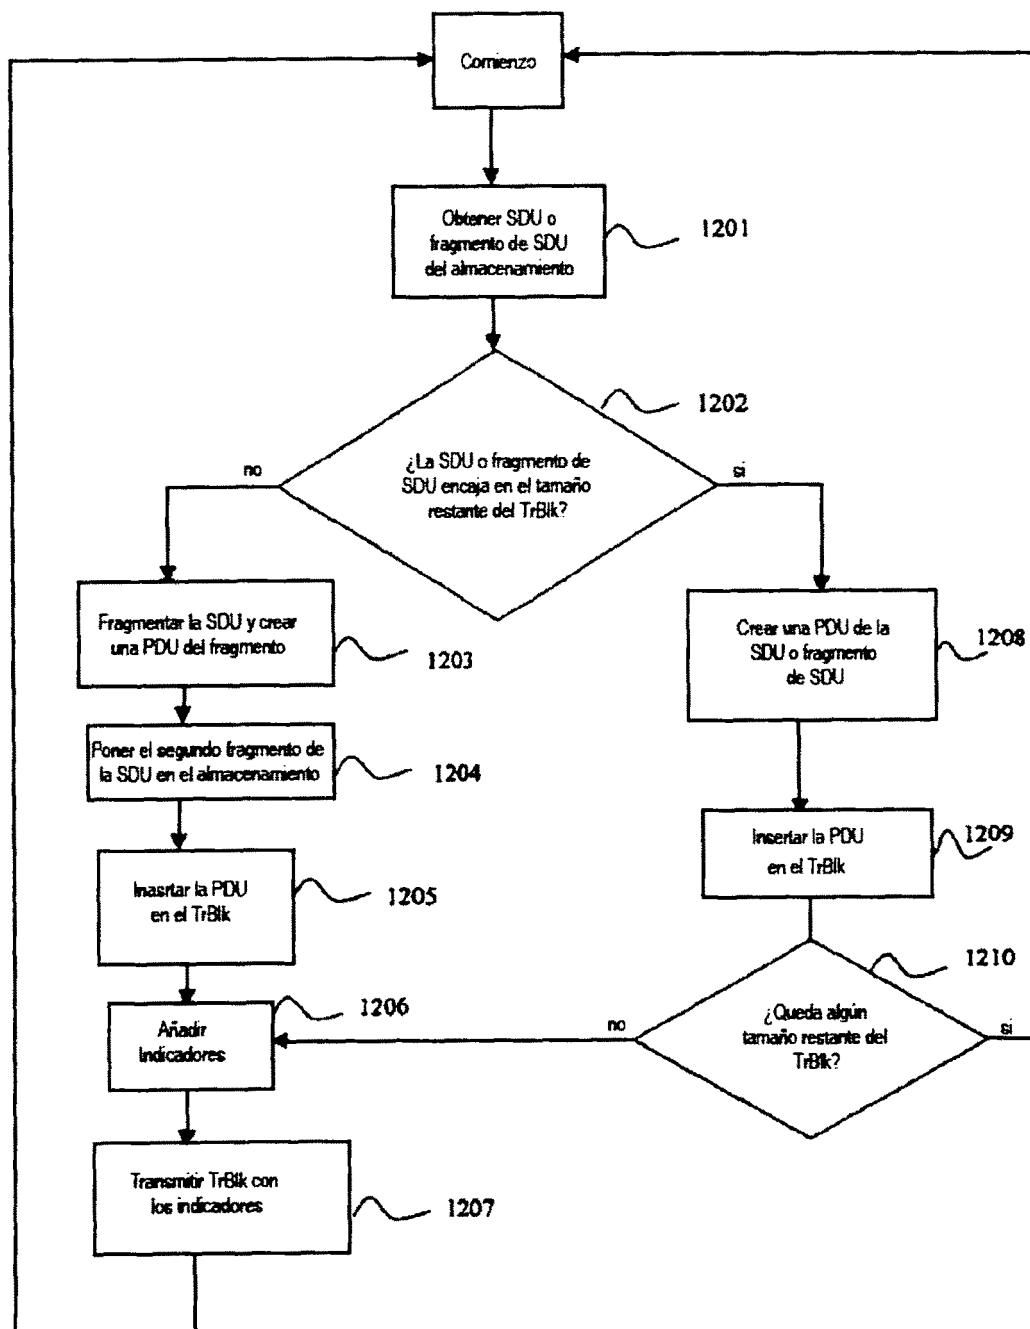 Comienzo
Obtener SDU o
fragmento de SDU
del almacenamiento
1201
1202
¿La SDU o fragmento de
SDU encaja en el tamaño
restante del TrBlk?
no
si
Fragmentar la SDU y crear
una PDU del fragmento
1203
Crear una PDU de la
SDU o fragmento
de SDU
1208
Poner el segundo fragmento de
la SDU en el almacenamiento
1204
Insertar la PDU
en el TrBlk
1209
Inasrtar la PDU
en el TrBlk
1205
1210
¿Queda algún
tamaño restante del
TrBlk?
no
si
Añadir
Indicadores
1206
Transmitir TrBlk con
los indicadores
1207